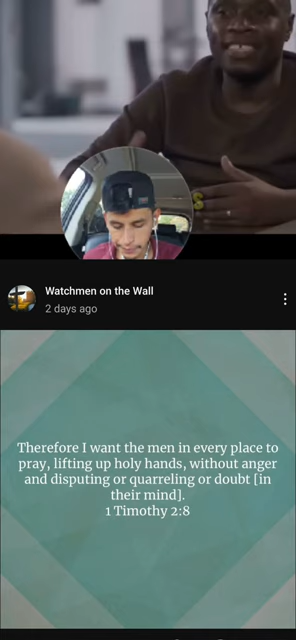 Watchmen on the Wall
2 days ago
Therefore I want the men in every place to
pray, lifting up holy hands, without anger
and disputing or quarreling or doubt [in
their mind].
1 Timothy 2:8